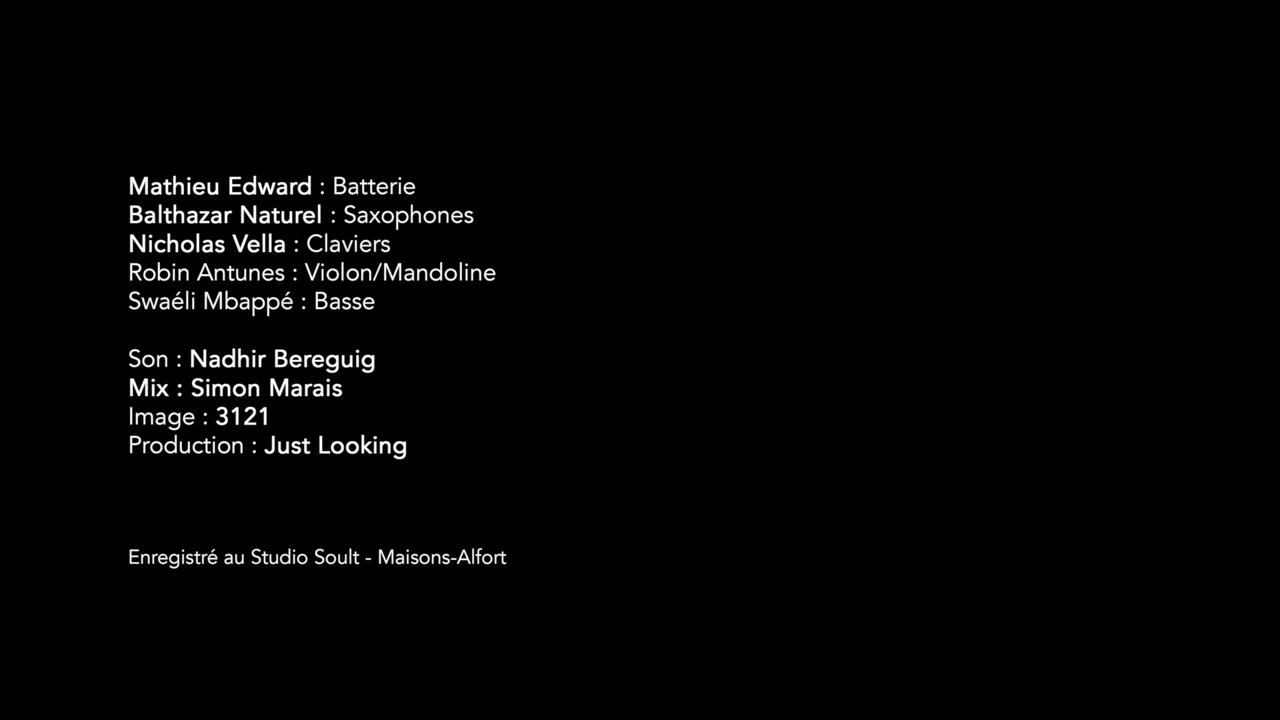 Mathieu Edward : Batterie
Balthazar Naturel : Saxophones
Nicholas Vella : Claviers
Robin Antunes : Violon/Mandoline
Swaéli Mbappé : Basse
Son : Nadhir Bereguig
Mix : Simon Marais
Image : 3121
Production : Just Looking
Enregistré au Studio Soult - Maisons-Alfort